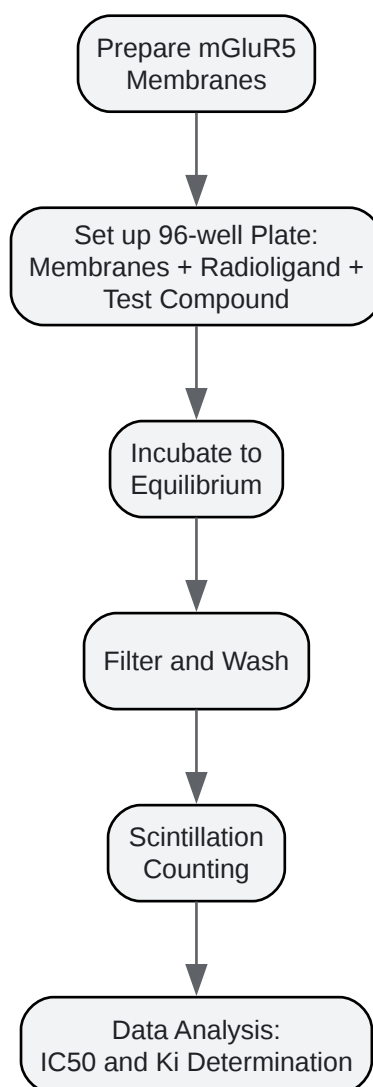 Prepare mGluR5
Membranes
Set up 96-well Plate:
Membranes + Radioligand +
Test Compound
Incubate to
Equilibrium
Filter and Wash
Scintillation
Counting
Data Analysis:
IC50 and Ki Determination